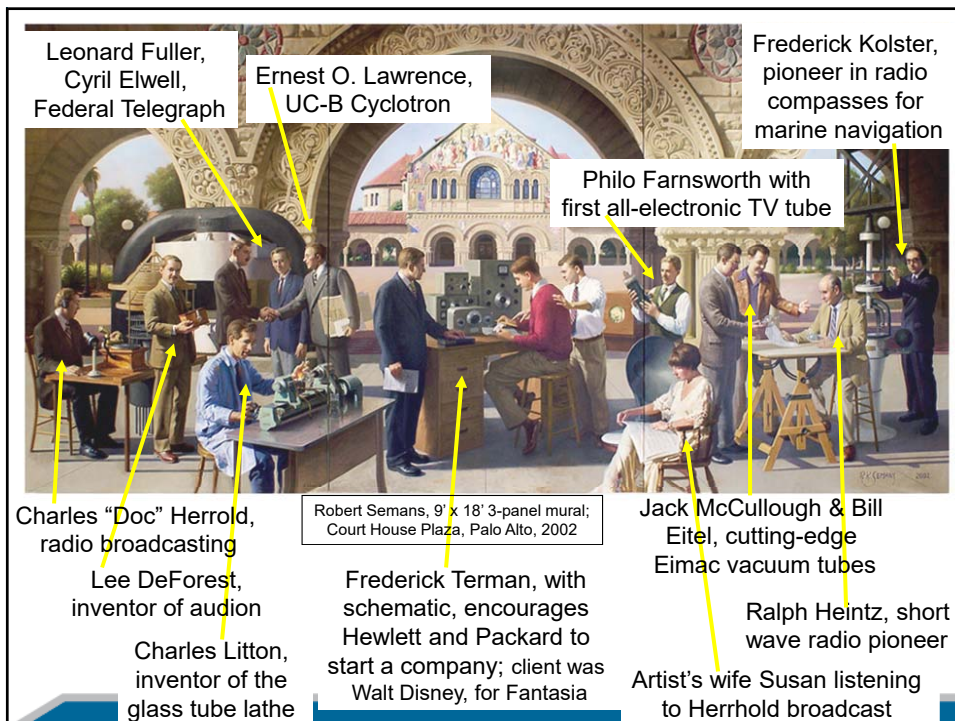 Leonard Fuller,
Cyril Elwell,
Federal Telegraph
Ernest O. Lawrence,
UC-B Cyclotron
Frederick Kolster,
pioneer in radio
compasses for
marine navigation
Philo Farnsworth with
first all-electronic TV tube
Charles “Doc” Herrold,
radio broadcasting
Lee DeForest,
inventor of audion
Charles Litton,
inventor of the
glass tube lathe
Robert Semans, 9’ x 18’ 3-panel mural;
Court House Plaza, Palo Alto, 2002
Frederick Terman, with
schematic, encourages
Hewlett and Packard to
start a company; client was
Walt Disney, for Fantasia
Jack McCullough & Bill
Eitel, cutting-edge
Eimac vacuum tubes
Ralph Heintz, short
wave radio pioneer
Artist’s wife Susan listening
to Herrhold broadcast